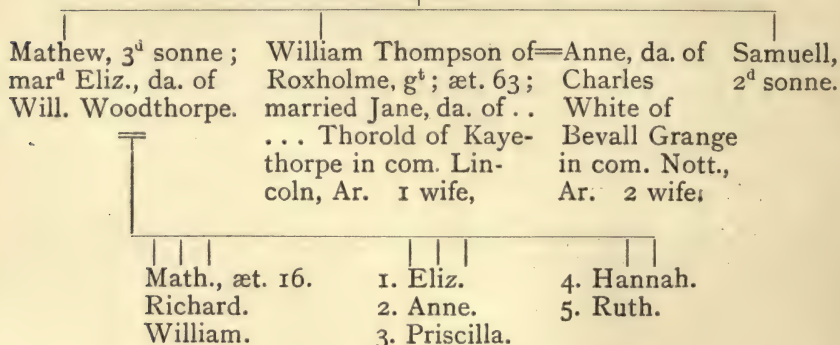 Mathew, 3ᵈ sonne;
marᵈ Eliz., da. of
Will. Woodthorpe.
William Thompson of
Roxholme, gᵗ; æt. 63;
married Jane, da. of . .
. . . Thorold of Kaye-
thorpe in com. Lin-
coln, Ar. 1 wife,
Anne, da. of
Charles
White of
Bevall Grange
in com. Nott.,
Ar. 2 wife.
Samuell,
2ᵈ sonne.
Math., æt. 16.
Richard.
William.
1. Eliz.
2. Anne.
3. Priscilla.
4. Hannah.
5. Ruth.